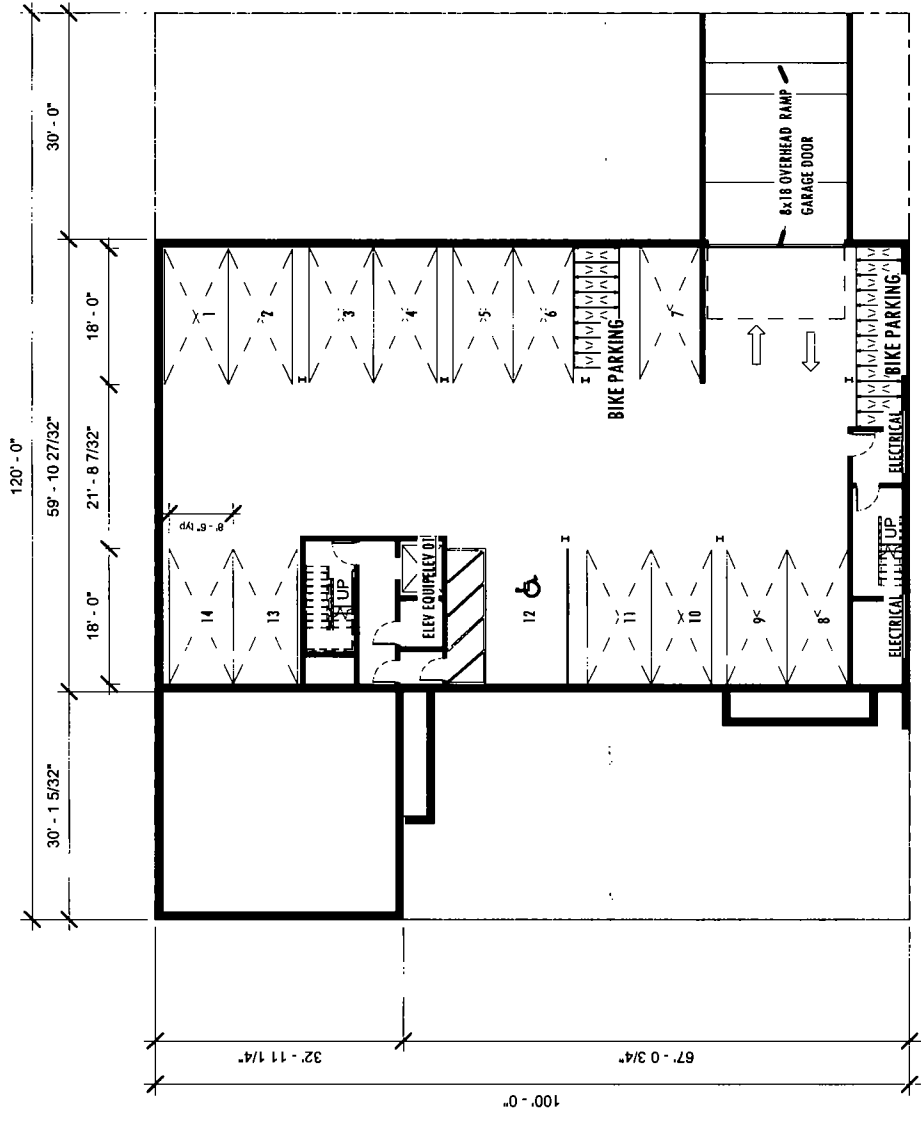 120' - 0"
30' - 1 5/32"
59' - 10 27/32"
30' - 0"
18' - 0"
21' - 8 7/32"
18' - 0"
8' - 6" typ
32' - 11 1/4"
67' - 0 3/4"
100' - 0"
1
2
3
4
5
6
BIKE PARKING
7
8x18 OVERHEAD RAMP
GARAGE DOOR
BIKE PARKING
ELECTRICAL
UP
ELECTRICAL
14
13
UP
ELEV EQUIP
ELEV 01
12
11
10
9
8